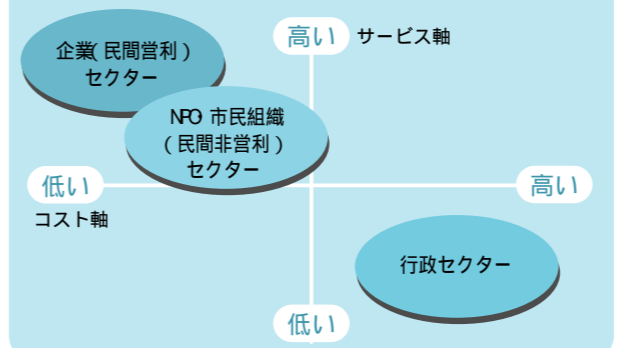 高い サービス軸
企業(民間営利)
セクター
NPO・市民組織
(民間非営利)
セクター
低い
高い
コスト軸
行政セクター
低い